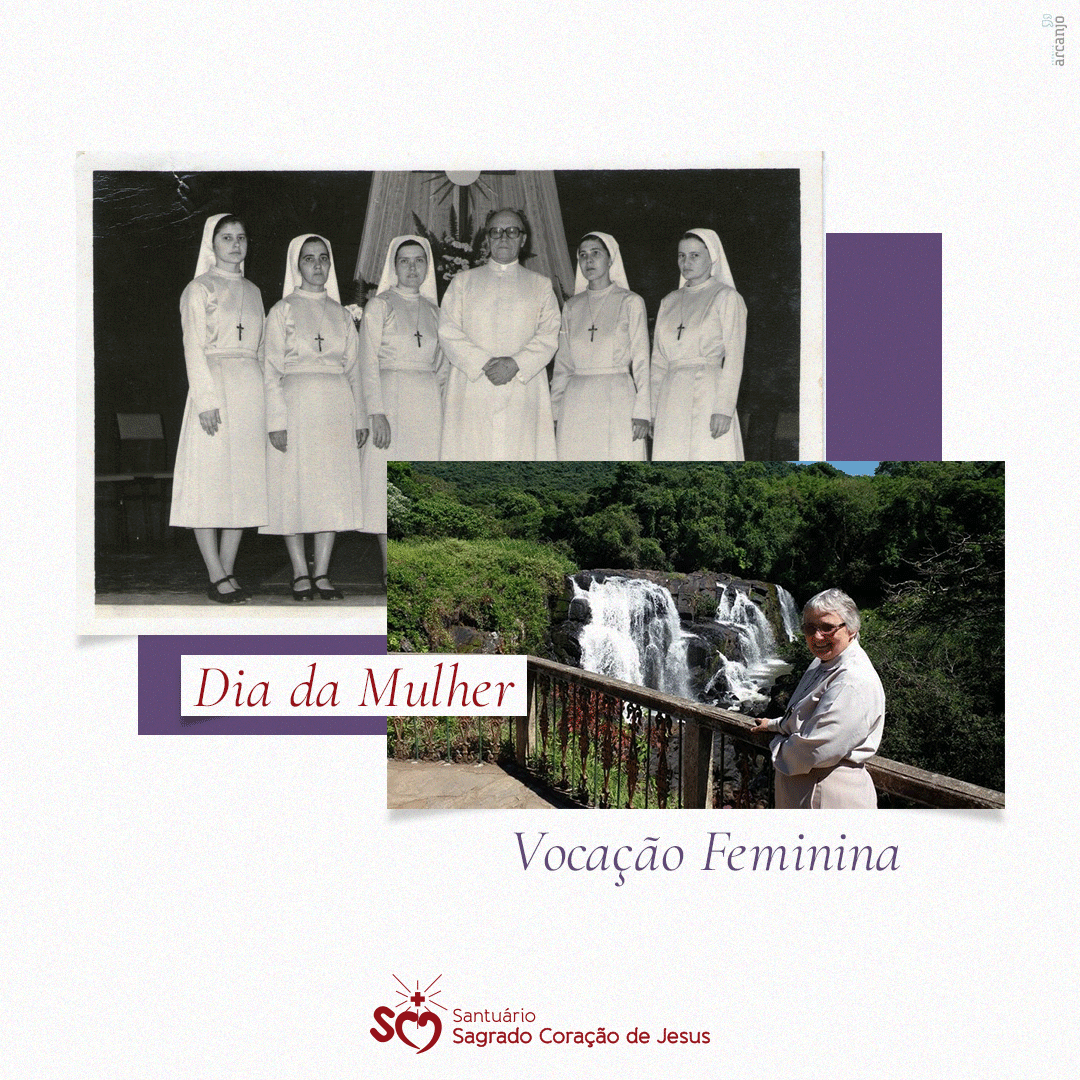 arcanjo
Dia da Mulher
Vocação Feminina
Santuário
Sagrado Coração de Jesus